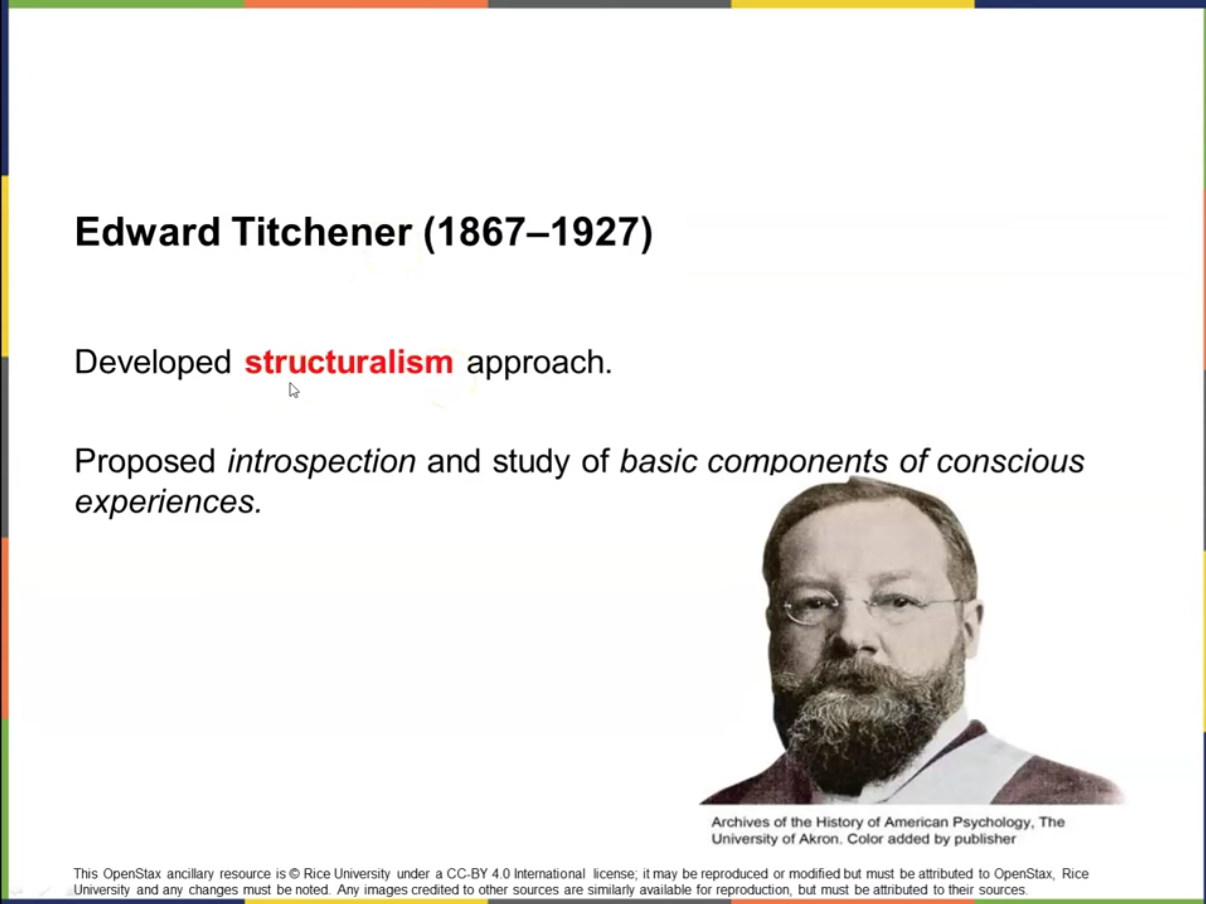 Edward Titchener (1867–1927)
Developed structuralism approach.
Proposed introspection and study of basic components of conscious
experiences.
Archives of the History of American Psychology, The
University of Akron. Color added by publisher
This OpenStax ancillary resource is © Rice University under a CC-BY 4.0 International license; it may be reproduced or modified but must be attributed to OpenStax, Rice
University and any changes must be noted. Any images credited to other sources are similarly available for reproduction, but must be attributed to their sources.